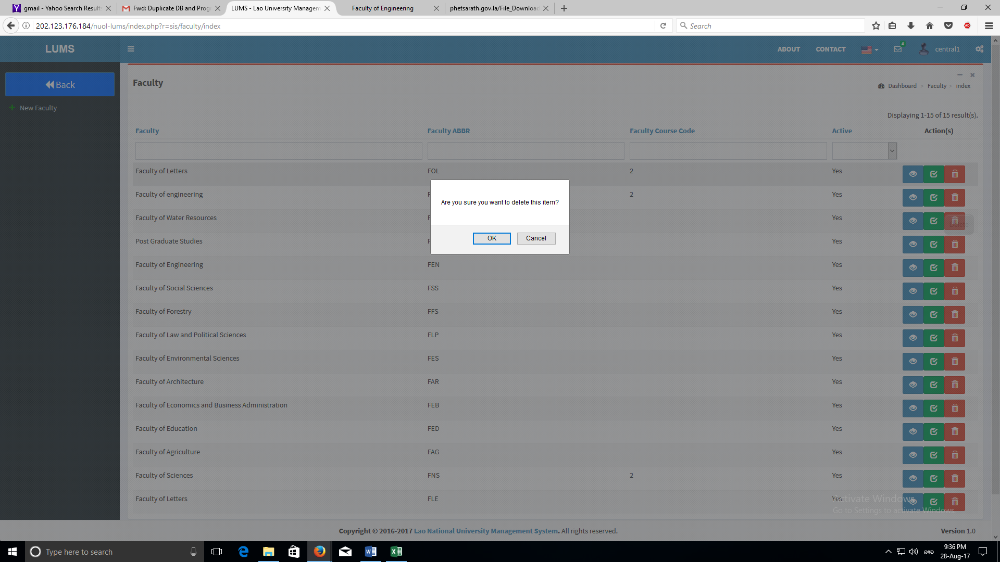 gmail - Yahoo Search Result
Fwd: Duplicate DB and Prog
LUMS - Lao University Managem
Faculty of Engineering
phetsarath.gov.la/File_Download
202.123.176.184/nuol-lums/index.php?r=sis/faculty/index
Search
LUMS
ABOUT
CONTACT
4
central1
Back
New Faculty
Faculty
Dashboard > Faculty > index
Displaying 1-15 of 15 result(s).
Faculty Faculty ABBR Faculty Course Code Active Action(s)
Faculty of Letters FOL 2 Yes
Faculty of engineering F 2 Yes
Faculty of Water Resources F Yes
Delete
Post Graduate Studies F Yes
Are you sure you want to delete this item?
OK Cancel
Faculty of Engineering FEN Yes
Faculty of Social Sciences FSS Yes
Faculty of Forestry FFS Yes
Faculty of Law and Political Sciences FLP Yes
Faculty of Environmental Sciences FES Yes
Faculty of Architecture FAR Yes
Faculty of Economics and Business Administration FEB Yes
Faculty of Education FED Yes
Faculty of Agriculture FAG Yes
Faculty of Sciences FNS 2 Yes
Faculty of Letters FLE Yes
Activate Windows
Go to Settings to activate Windows.
Copyright © 2016-2017 Lao National University Management System. All rights reserved.
Version 1.0
Type here to search
ລາວ
9:36 PM
28-Aug-17